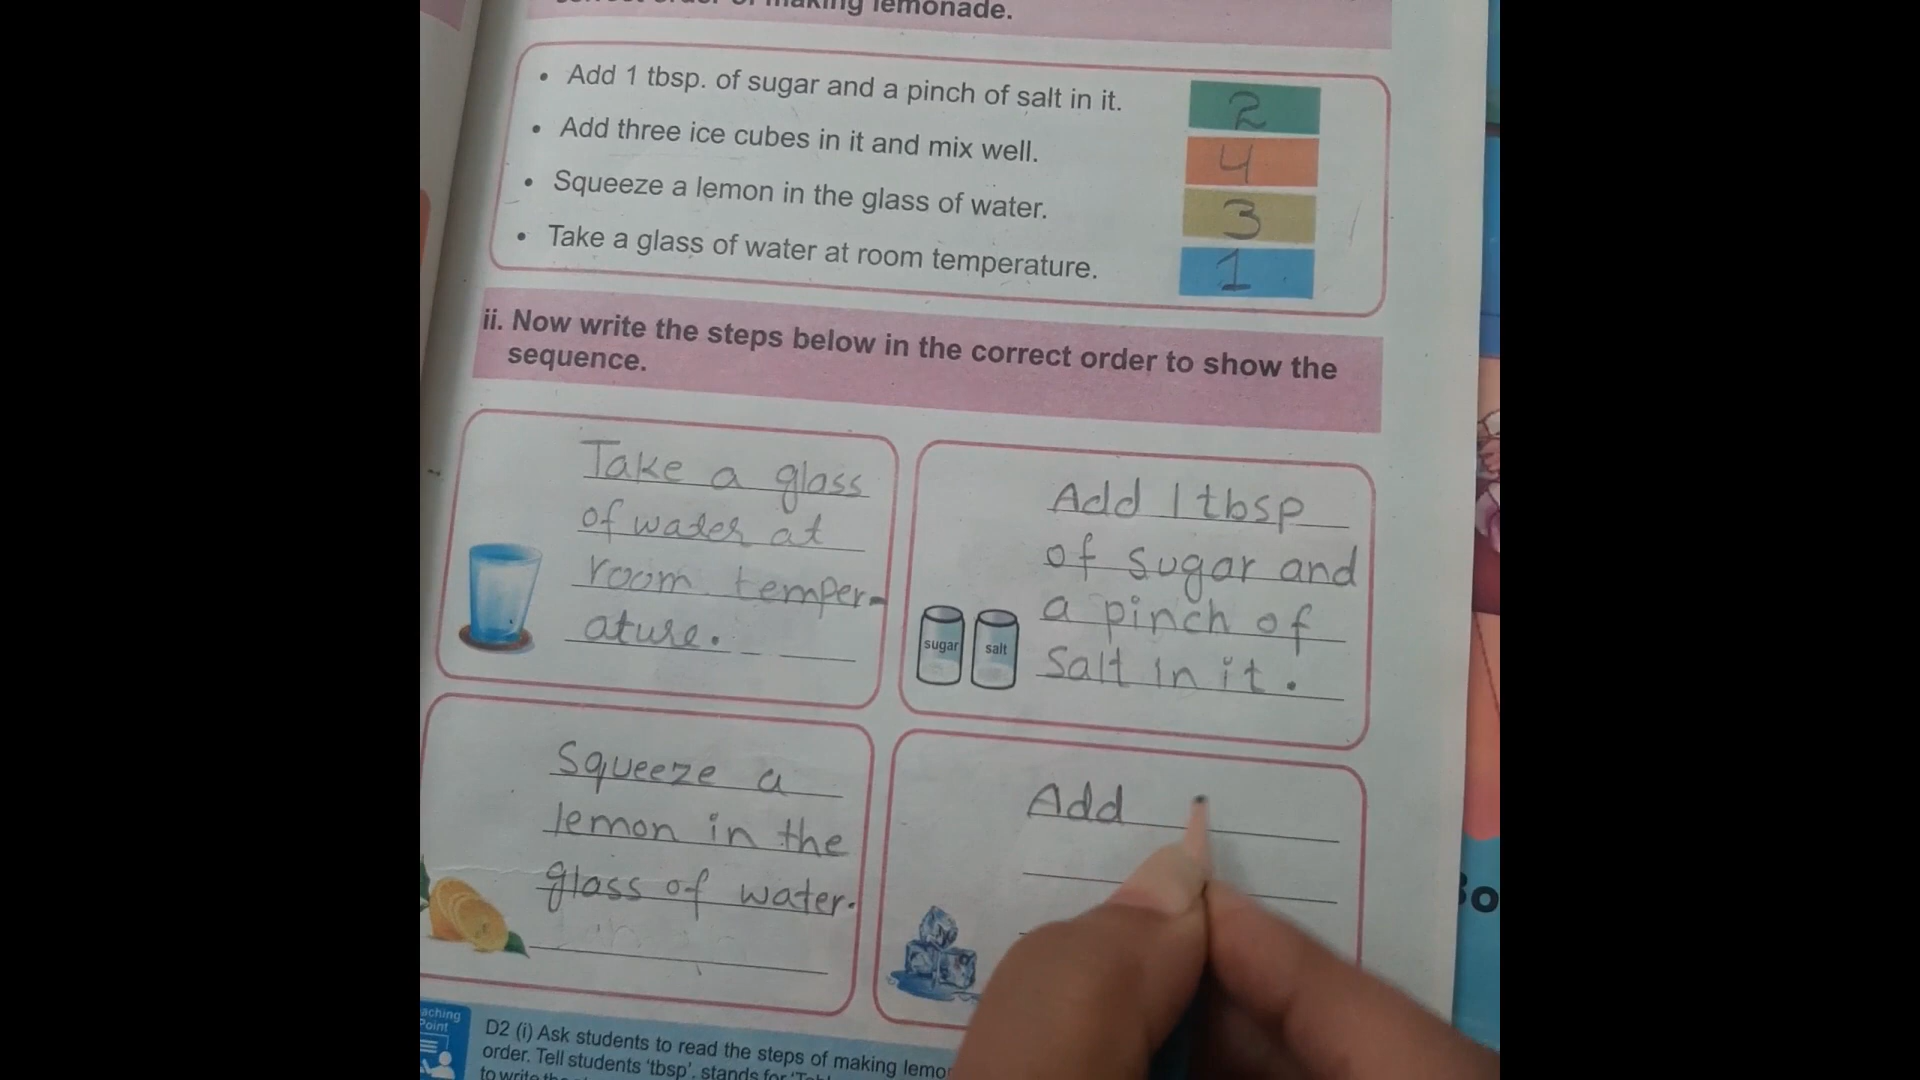 making lemonade.
• Add 1 tbsp. of sugar and a pinch of salt in it.
2
• Add three ice cubes in it and mix well.
4
• Squeeze a lemon in the glass of water.
3
• Take a glass of water at room temperature.
1
ii. Now write the steps below in the correct order to show the
sequence.
Take a glass
of water at
room temper-
ature.
Add 1 tbsp
of sugar and
a pinch of
salt in it.
sugar
salt
Squeeze a
lemon in the
glass of water.
Add
D2 (i) Ask students to read the steps of making
order. Tell students 'tbsp', stands for
to write